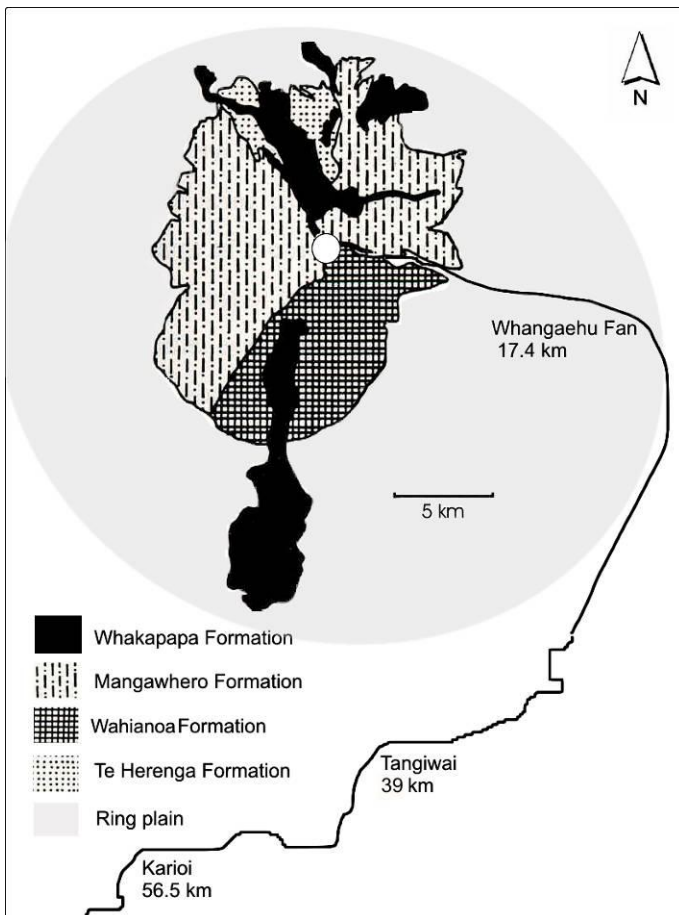 N
Whangaehu Fan
17.4 km
5 km
Whakapapa Formation
Mangawhero Formation
Wahianoa Formation
Te Herenga Formation
Ring plain
Tangiwai
39 km
Karioi
56.5 km